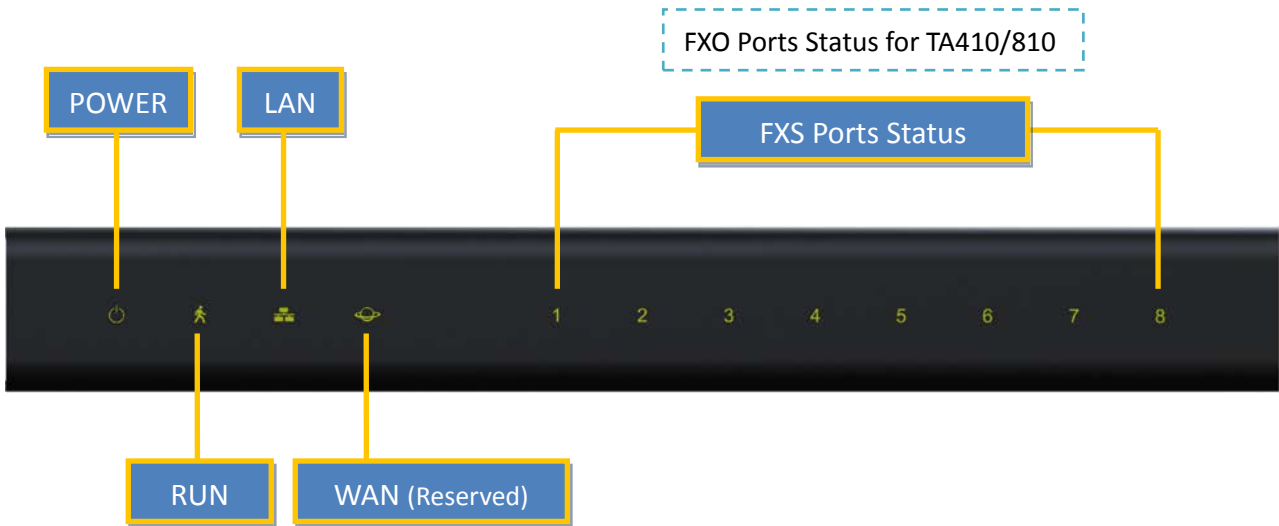 FXO Ports Status for TA410/810
POWER
LAN
FXS Ports Status
1 2 3 4 5 6 7 8
RUN
WAN (Reserved)